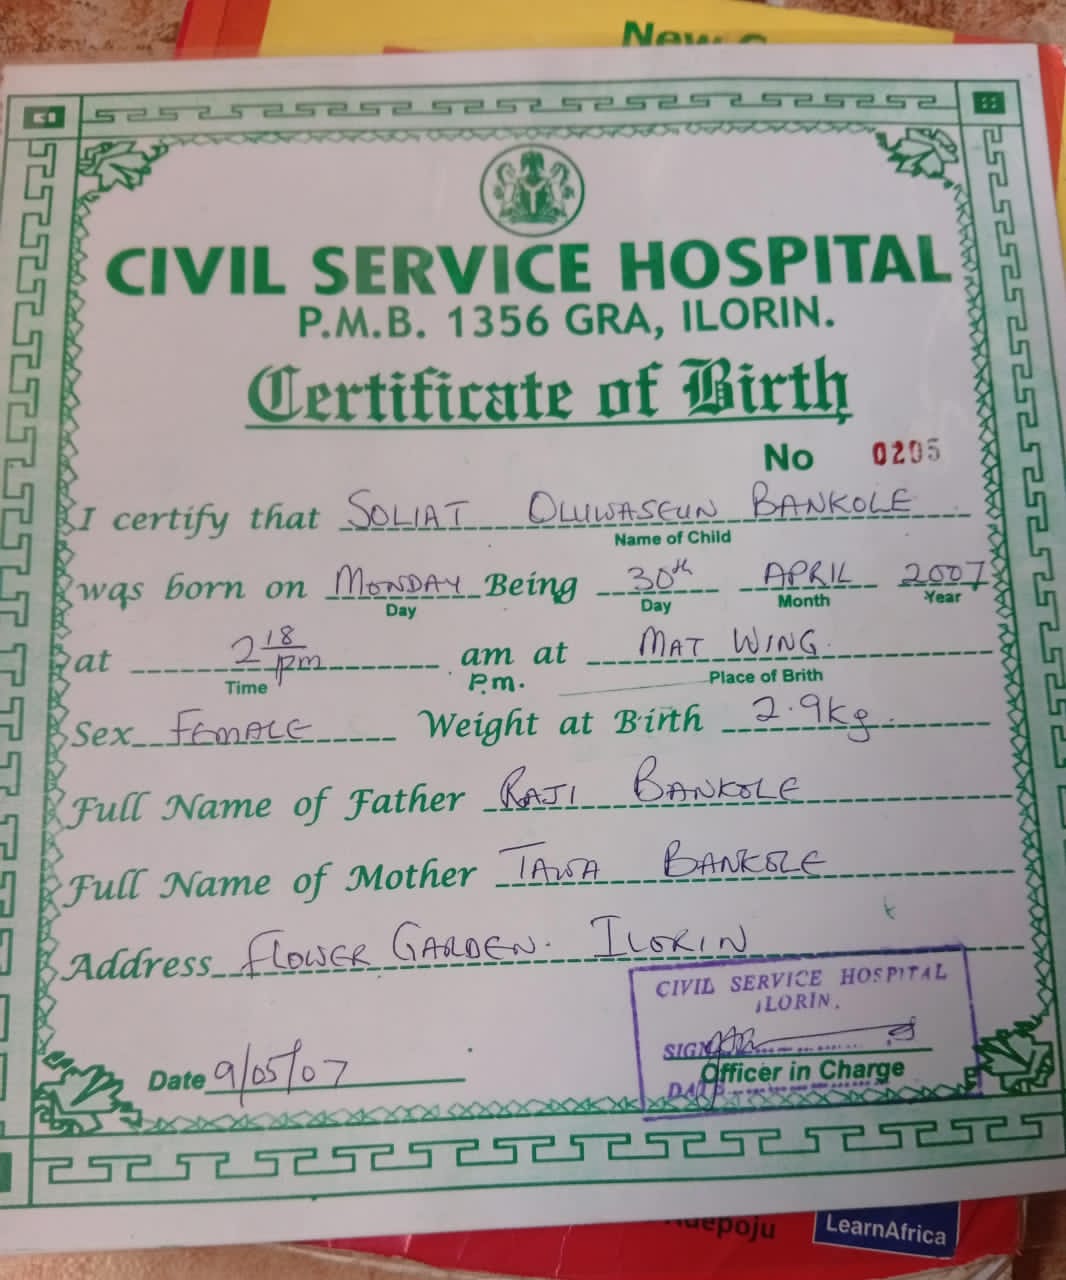 New
CIVIL SERVICE HOSPITAL
P.M.B. 1356 GRA, ILORIN.
Certificate of Birth
No 0205
I certify that SOLIAT OLUWASEUN BANKOLE
Name of Child
was born on MONDAY Being 30th APRIL 2007
Day Day Month Year
at 2 18/pm am at MAT WING.
Time P.m. Place of Brith
Sex FEMALE Weight at Birth 2.9kg.
Full Name of Father RAJI BANKOLE
Full Name of Mother TAWA BANKOLE
Address FLOWER GARDEN. ILORIN
CIVIL SERVICE HOSPITAL
ILORIN.
SIGN
Officer in Charge
Date 9/05/07
DATE
LearnAfrica